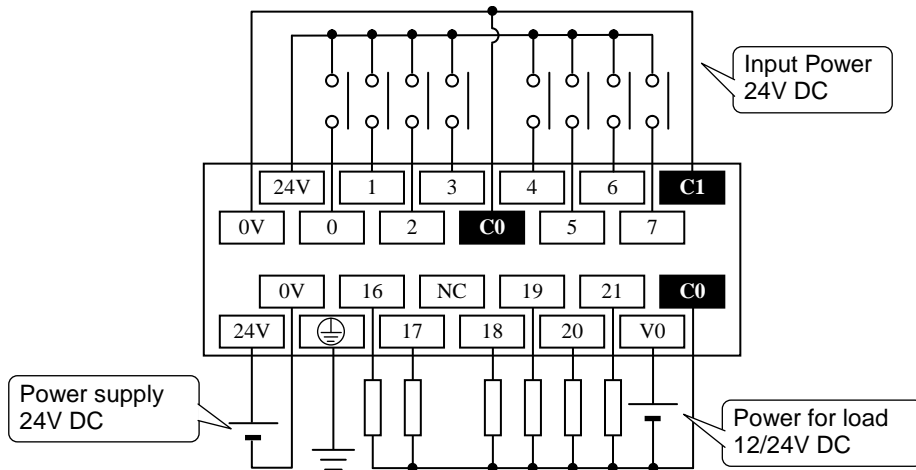 Input Power
24V DC
24V 1 3 4 6 C1
0V 0 2 C0 5 7
0V 16 NC 19 21 C0
24V 17 18 20 V0
Power supply
24V DC
Power for load
12/24V DC